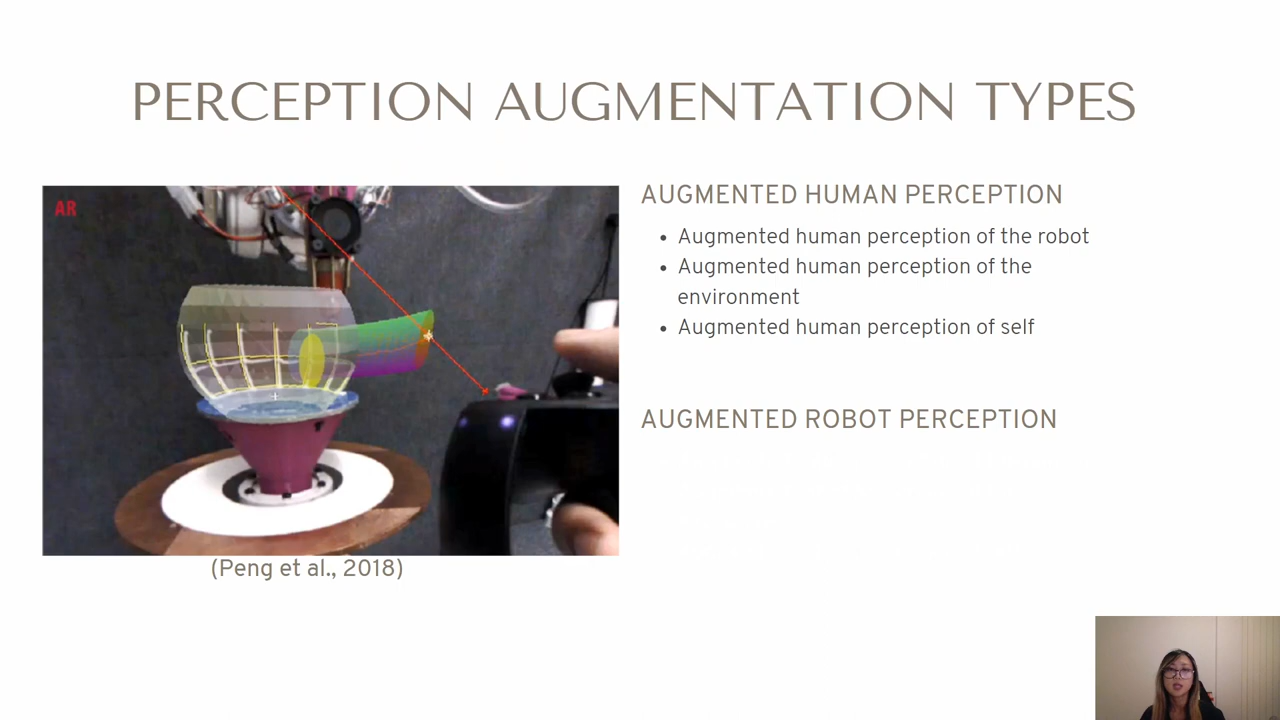 PERCEPTION AUGMENTATION TYPES
AR
(Peng et al., 2018)
AUGMENTED HUMAN PERCEPTION
• Augmented human perception of the robot
• Augmented human perception of the
environment
• Augmented human perception of self
AUGMENTED ROBOT PERCEPTION